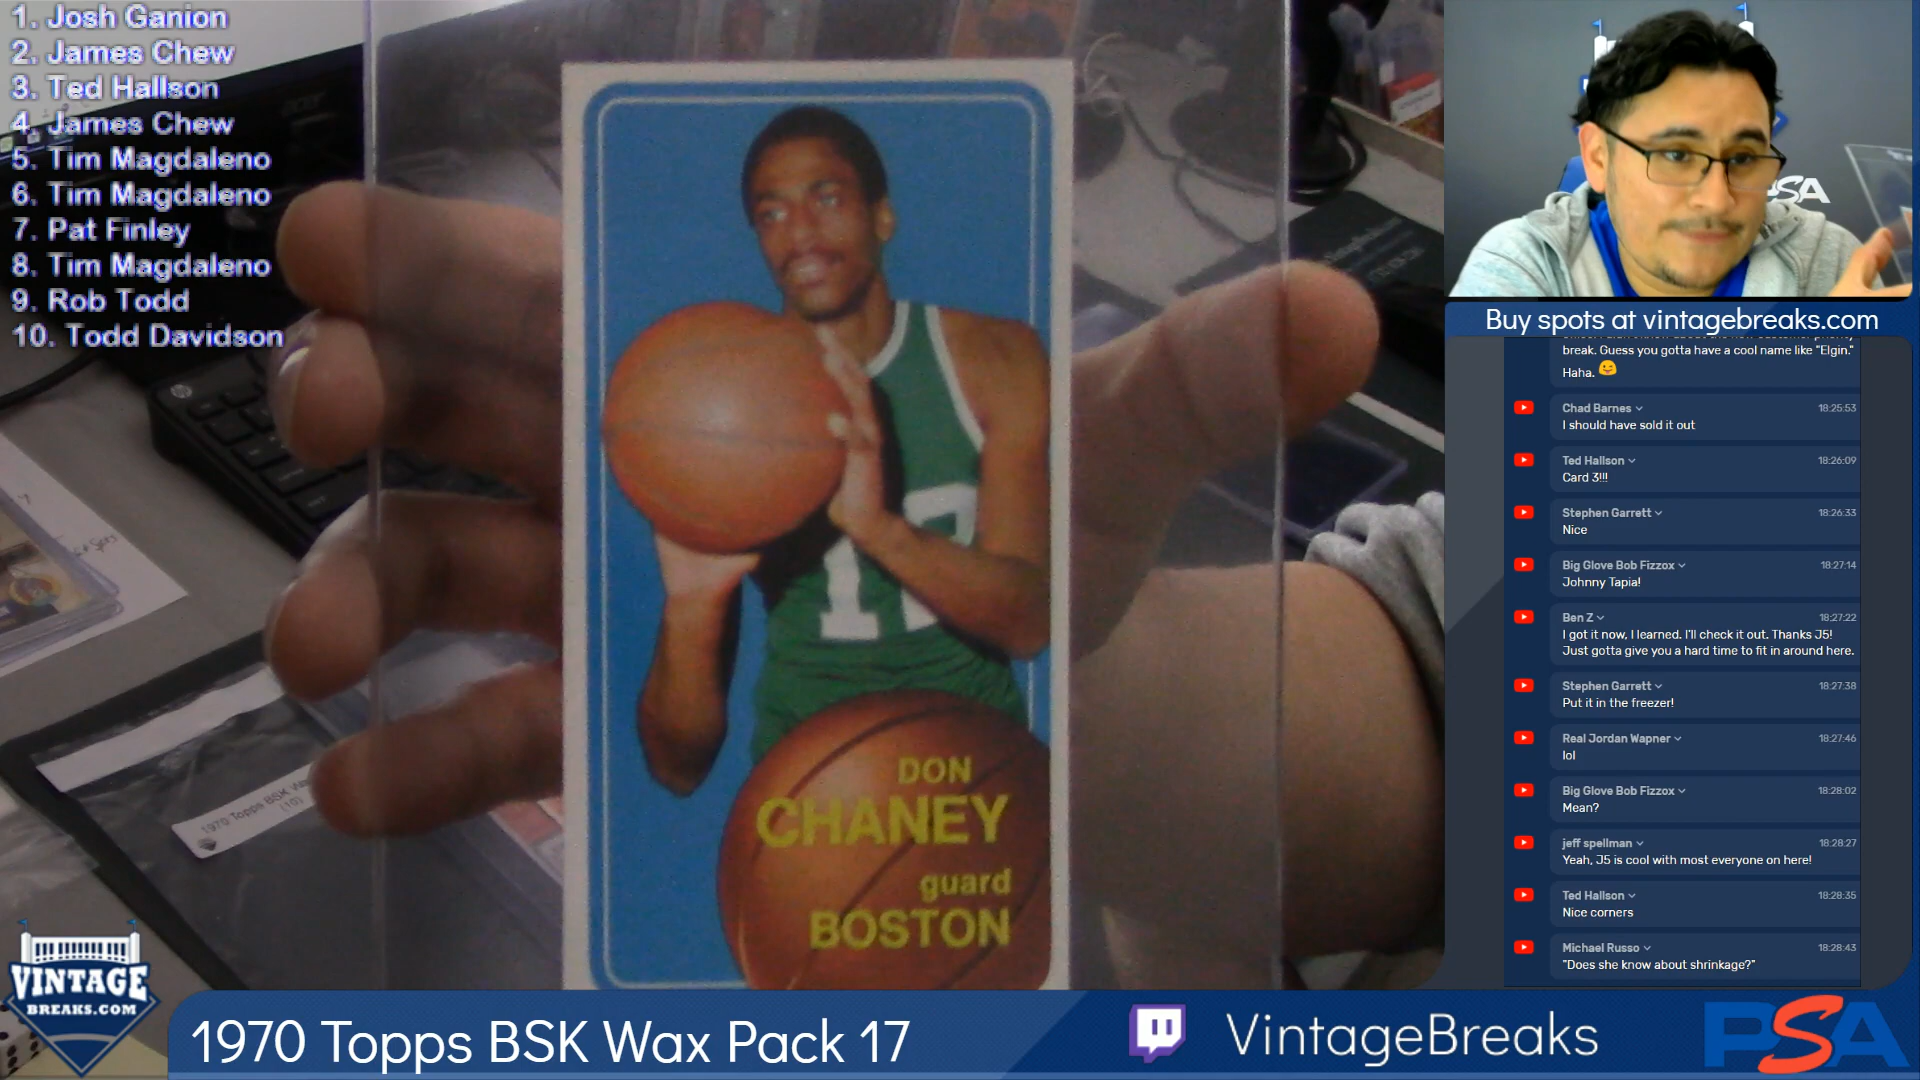 1. Josh Ganion
2. James Chew
3. Ted Hallson
4. James Chew
5. Tim Magdaleno
6. Tim Magdaleno
7. Pat Finley
8. Tim Magdaleno
9. Rob Todd
10. Todd Davidson
DON
CHANEY
guard
BOSTON
1970 Topps BSK
(10)
PSA
Buy spots at vintagebreaks.com
break. Guess you gotta have a cool name like "Elgin."
Haha. 😜
Chad Barnes 18:25:53
I should have sold it out
Ted Hallson 18:26:09
Card 3!!!
Stephen Garrett 18:26:33
Nice
Big Glove Bob Fizzox 18:27:14
Johnny Tapia!
Ben Z 18:27:22
I got it now, I learned. I'll check it out. Thanks J5!
Just gotta give you a hard time to fit in around here.
Stephen Garrett 18:27:38
Put it in the freezer!
Real Jordan Wapner 18:27:46
lol
Big Glove Bob Fizzox 18:28:02
Mean?
jeff spellman 18:28:27
Yeah, J5 is cool with most everyone on here!
Ted Hallson 18:28:35
Nice corners
Michael Russo 18:28:43
"Does she know about shrinkage?"
VINTAGE
BREAKS.COM
1970 Topps BSK Wax Pack 17
VintageBreaks
PSA